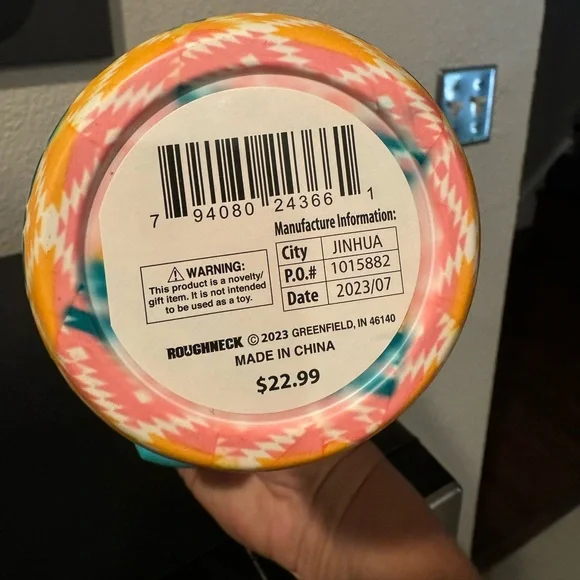 7 94080 24366 1
Manufacture Information:
City JINHUA
P.O.# 1015882
Date 2023/07
⚠ WARNING:
This product is a novelty/
gift item. It is not intended
to be used as a toy.
ROUGHNECK © 2023 GREENFIELD, IN 46140
MADE IN CHINA
$22.99